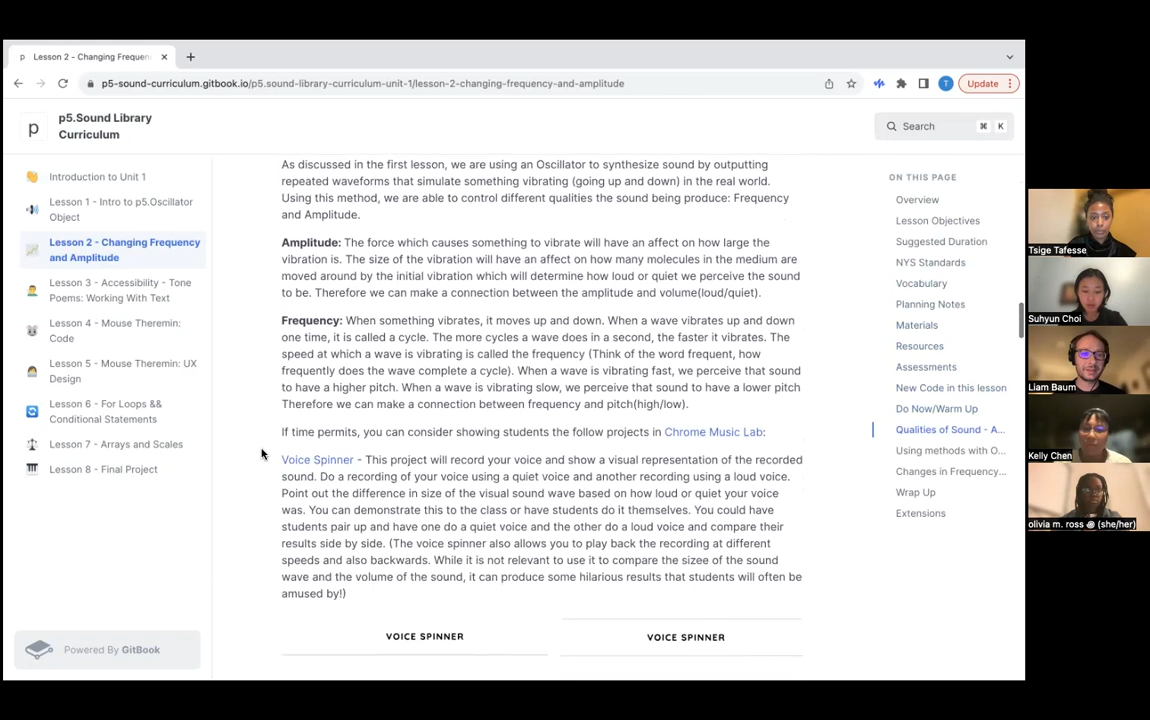 p Lesson 2 - Changing Frequen
p5-sound-curriculum.gitbook.io/p5.sound-library-curriculum-unit-1/lesson-2-changing-frequency-and-amplitude
T
Update
p
p5.Sound Library
Curriculum
Search
⌘ K
Introduction to Unit 1
Lesson 1 - Intro to p5.Oscillator
Object
Lesson 2 - Changing Frequency
and Amplitude
Lesson 3 - Accessibility - Tone
Poems: Working With Text
Lesson 4 - Mouse Theremin:
Code
Lesson 5 - Mouse Theremin: UX
Design
Lesson 6 - For Loops &&
Conditional Statements
Lesson 7 - Arrays and Scales
Lesson 8 - Final Project
Powered By GitBook
As discussed in the first lesson, we are using an Oscillator to synthesize sound by outputting
repeated waveforms that simulate something vibrating (going up and down) in the real world.
Using this method, we are able to control different qualities the sound being produce: Frequency
and Amplitude.
Amplitude: The force which causes something to vibrate will have an affect on how large the
vibration is. The size of the vibration will have an affect on how many molecules in the medium are
moved around by the initial vibration which will determine how loud or quiet we perceive the sound
to be. Therefore we can make a connection between the amplitude and volume(loud/quiet).
Frequency: When something vibrates, it moves up and down. When a wave vibrates up and down
one time, it is called a cycle. The more cycles a wave does in a second, the faster it vibrates. The
speed at which a wave is vibrating is called the frequency (Think of the word frequent, how
frequently does the wave complete a cycle). When a wave is vibrating fast, we perceive that sound
to have a higher pitch. When a wave is vibrating slow, we perceive that sound to have a lower pitch
Therefore we can make a connection between frequency and pitch(high/low).
If time permits, you can consider showing students the follow projects in Chrome Music Lab:
Voice Spinner - This project will record your voice and show a visual representation of the recorded
sound. Do a recording of your voice using a quiet voice and another recording using a loud voice.
Point out the difference in size of the visual sound wave based on how loud or quiet your voice
was. You can demonstrate this to the class or have students do it themselves. You could have
students pair up and have one do a quiet voice and the other do a loud voice and compare their
results side by side. (The voice spinner also allows you to play back the recording at different
speeds and also backwards. While it is not relevant to use it to compare the sizee of the sound
wave and the volume of the sound, it can produce some hilarious results that students will often be
amused by!)
VOICE SPINNER
VOICE SPINNER
ON THIS PAGE
Overview
Lesson Objectives
Suggested Duration
NYS Standards
Vocabulary
Planning Notes
Materials
Resources
Assessments
New Code in this lesson
Do Now/Warm Up
Qualities of Sound - A...
Using methods with O...
Changes in Frequency...
Wrap Up
Extensions
Tsige Tafesse
Suhyun Choi
Liam Baum
Kelly Chen
olivia m. ross (she/her)